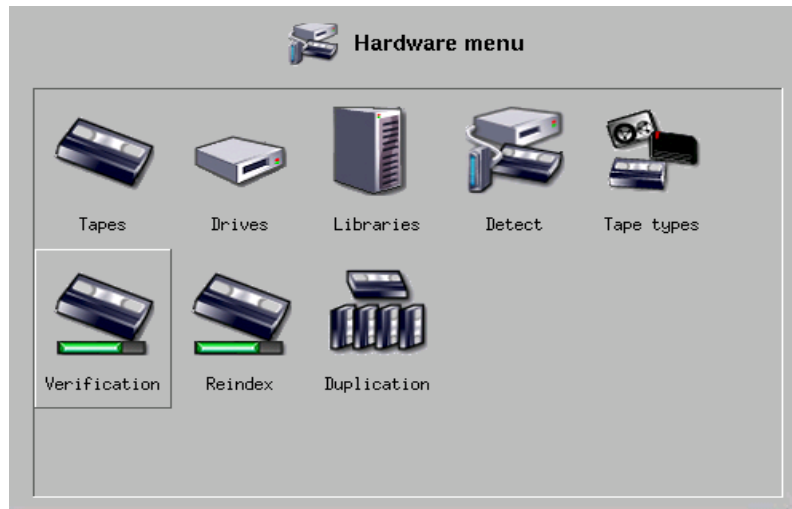 Hardware menu
Tapes Drives Libraries Detect Tape types
Verification Reindex Duplication